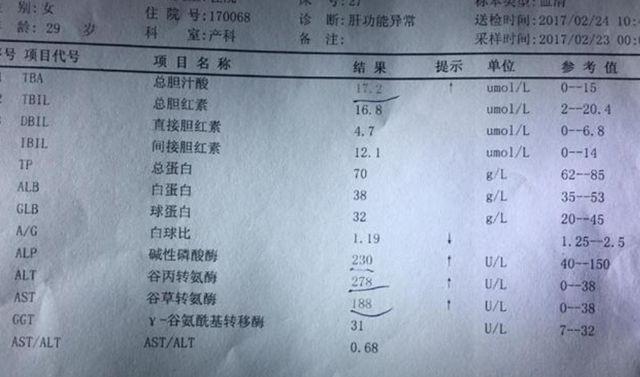 别:女 住 院 号:170068 号:27 标本类型:血清
龄: 29 岁 科 室:产科 诊 断:肝功能异常 送检时间:2017/02/24 10:
备 注: 采样时间:2017/02/23 00:0
序号 项目代号 项 目 名 称 结 果 提示 单位 参 考 值
1 TBA 总胆汁酸 17.2 ↑ umol/L 0--15
2 TBIL 总胆红素 16.8 umol/L 2--20.4
DBIL 直接胆红素 4.7 umol/L 0--6.8
IBIL 间接胆红素 12.1 umol/L 0--14
TP 总蛋白 70 g/L 62--85
ALB 白蛋白 38 g/L 35--53
GLB 球蛋白 32 g/L 20--45
A/G 白球比 1.19 ↓ 1.25--2.5
ALP 碱性磷酸酶 230 ↑ U/L 40--150
ALT 谷丙转氨酶 278 ↑ U/L 0--38
AST 谷草转氨酶 188 ↑ U/L 0--38
GGT γ-谷氨酰基转移酶 31 U/L 7--32
AST/ALT AST/ALT 0.68